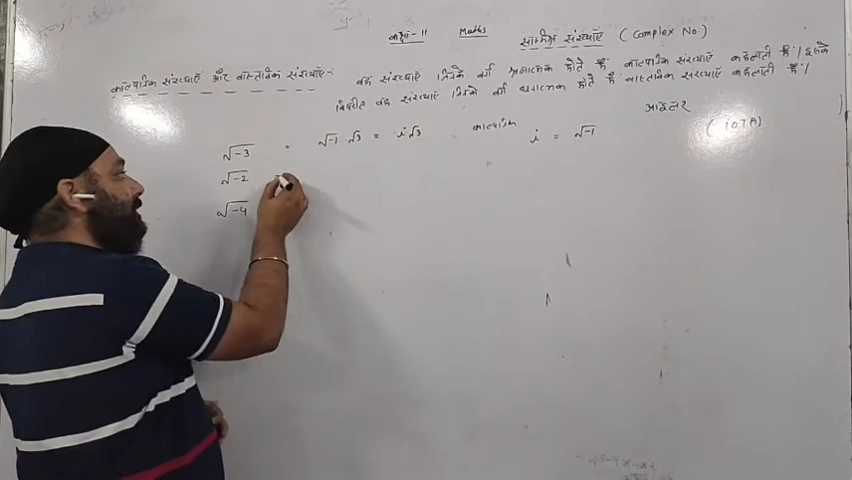 कक्षा - 11 Maths सम्मिश्र संख्याएँ (Complex No.)
काल्पनिक संख्याएँ और वास्तविक संख्याएँ :- वह संख्याएँ जिनके वर्ग ऋणात्मक होते हैं काल्पनिक संख्याएँ कहलाती हैं। इसके
विपरीत वह संख्याएँ जिनके वर्ग धनात्मक होते हैं वास्तविक संख्याएँ कहलाती हैं।
√-3 = √-1 · √3 = i√3 काल्पनिक i = √-1 (iOTA)
√-2
√-4